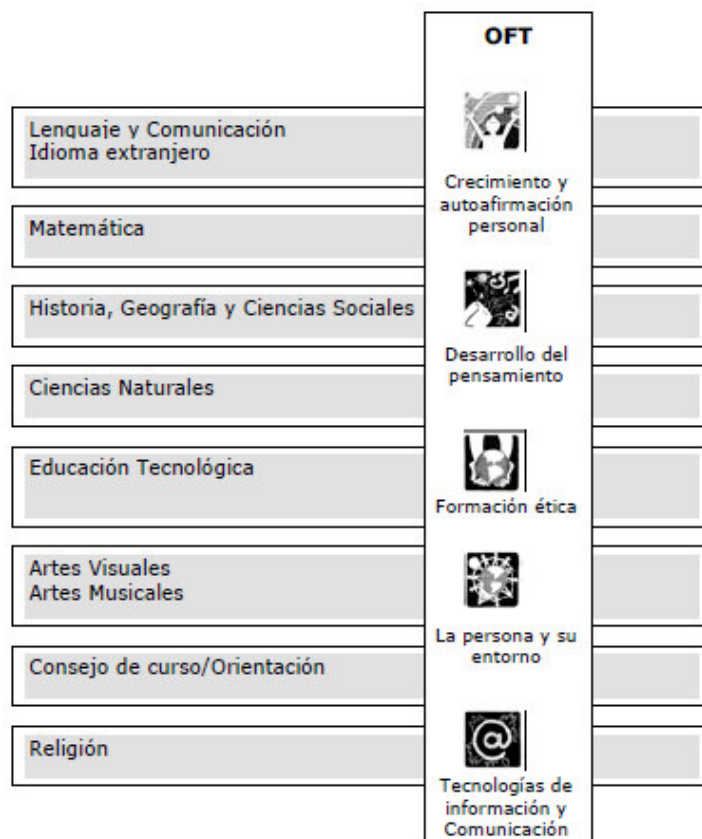 OFT
Lenguaje y Comunicación
Idioma extranjero
Crecimiento y
autoafirmación
personal
Matemática
Historia, Geografía y Ciencias Sociales
Desarrollo del
pensamiento
Ciencias Naturales
Educación Tecnológica
Formación ética
Artes Visuales
Artes Musicales
La persona y su
entorno
Consejo de curso/Orientación
Religión
@
Tecnologías de
información y
Comunicación